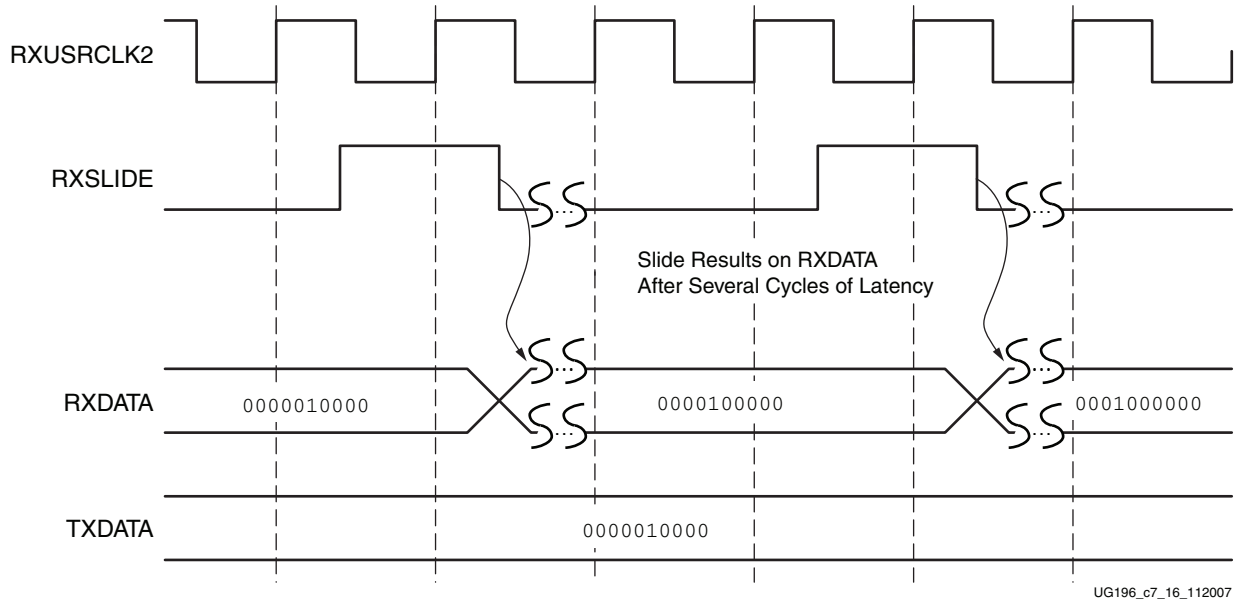 RXUSRCLK2
RXSLIDE
... ...
Slide Results on RXDATA
After Several Cycles of Latency
... ...
RXDATA 0000010000 0000100000 0001000000
... ...
TXDATA 0000010000
UG196_c7_16_112007